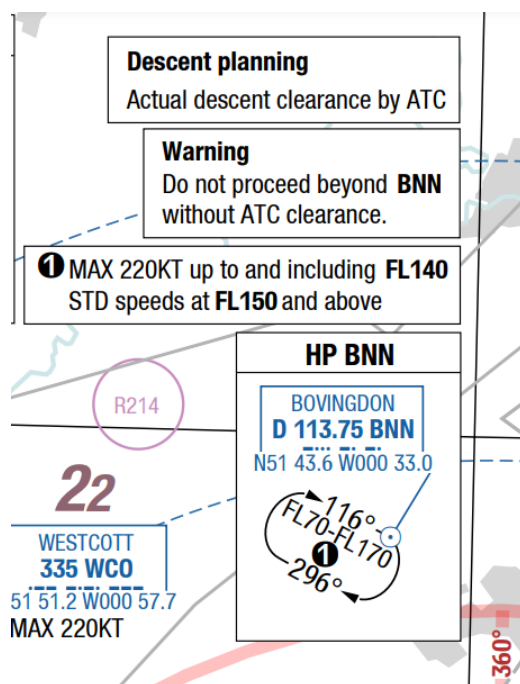 Descent planning
Actual descent clearance by ATC
Warning
Do not proceed beyond BNN
without ATC clearance.
❶ MAX 220KT up to and including FL140
STD speeds at FL150 and above
HP BNN
BOVINGDON
D 113.75 BNN
N51 43.6 W000 33.0
116°
FL70-FL170
❶
296°
R214
22
WESTCOTT
335 WCO
51 51.2 W000 57.7
MAX 220KT
360°